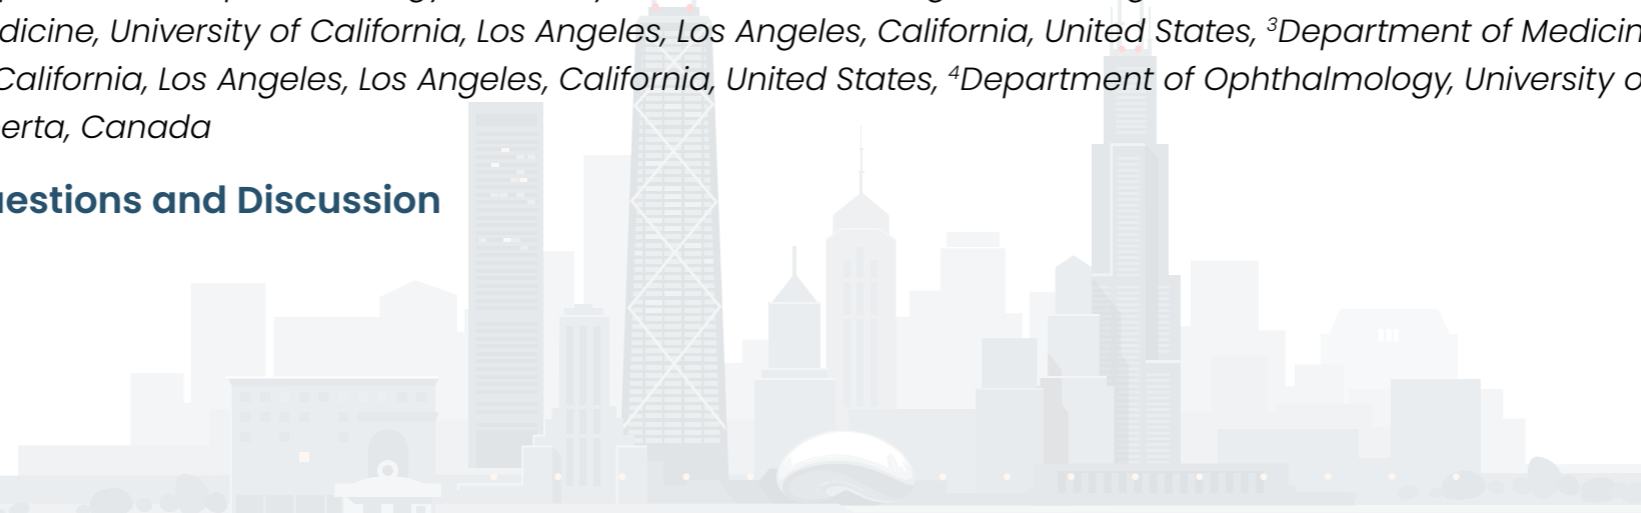 dicine, University of California, Los Angeles, Los Angeles, California, United States, ³Department of Medicin
California, Los Angeles, Los Angeles, California, United States, ⁴Department of Ophthalmology, University o
erta, Canada
uestions and Discussion